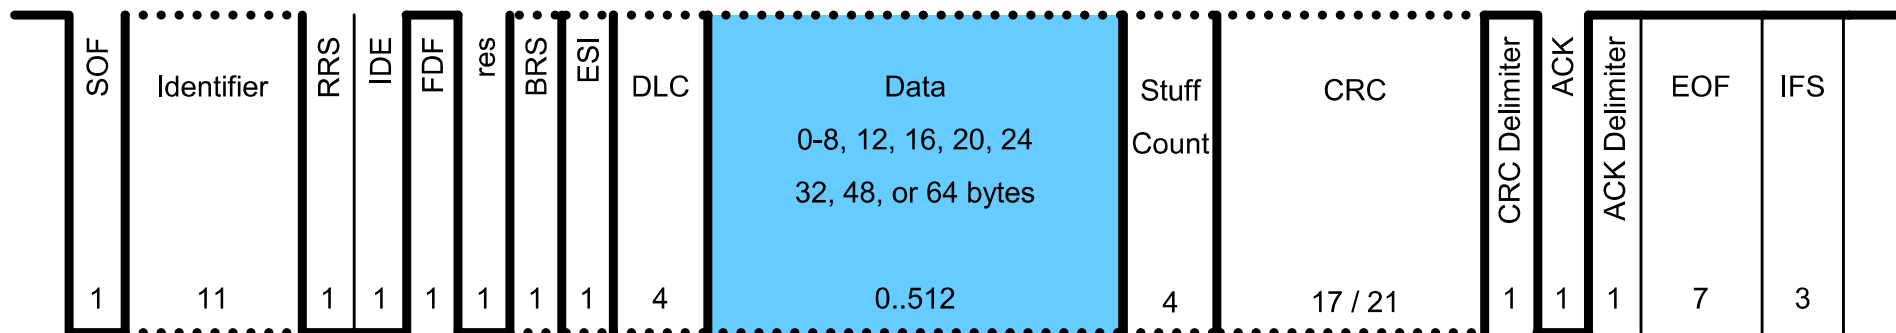 SOF
Identifier
RRS
IDE
FDF
res
BRS
ESI
DLC
Data
0-8, 12, 16, 20, 24
32, 48, or 64 bytes
Stuff
Count
CRC
CRC Delimiter
ACK
ACK Delimiter
EOF
IFS
1
11
1
1
1
1
1
1
4
0..512
4
17 / 21
1
1
1
7
3